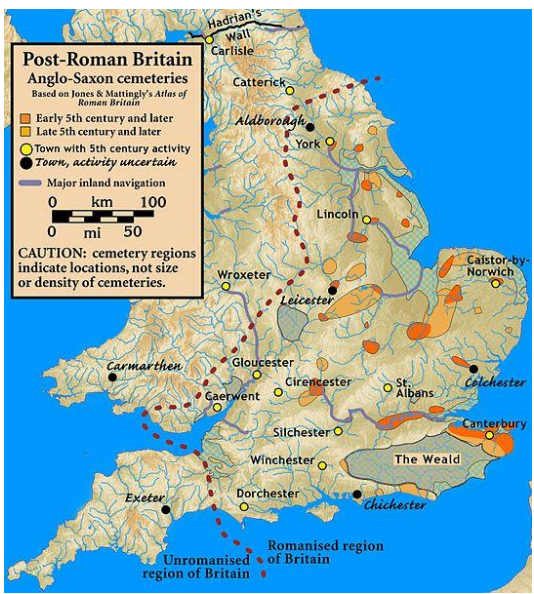 Hadrian's
Wall
Carlisle
Post-Roman Britain
Anglo-Saxon cemeteries
Based on Jones & Mattingly's Atlas of
Roman Britain
Early 5th century and later
Late 5th century and later
Town with 5th century activity
Town, activity uncertain
Major inland navigation
0 km 100
0 mi 50
CAUTION: cemetery regions
indicate locations, not size
or density of cemeteries.
Catterick
Aldborough
York
Lincoln
Caistor-by-
Norwich
Wroxeter
Leicester
Carmarthen
Gloucester
Cirencester
St.
Albans
Colchester
Caerwent
Canterbury
Silchester
The Weald
Winchester
Exeter
Dorchester
Chichester
Unromanised
region of Britain
Romanised region
of Britain